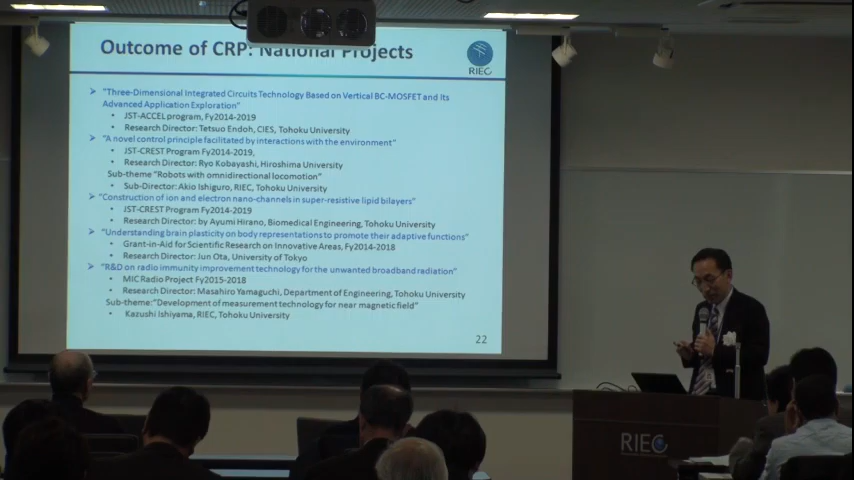 Outcome of CRP: National Projects
RIEC
➢ "Three-Dimensional Integrated Circuits Technology Based on Vertical BC-MOSFET and Its
Advanced Application Exploration"
• JST-ACCEL program, Fy2014-2019
• Research Director: Tetsuo Endoh, CIES, Tohoku University
➢ "A novel control principle facilitated by interactions with the environment"
• JST-CREST Program Fy2014-2019,
• Research Director: Ryo Kobayashi, Hiroshima University
Sub-theme "Robots with omnidirectional locomotion"
• Sub-Director: Akio Ishiguro, RIEC, Tohoku University
➢ "Construction of ion and electron nano-channels in super-resistive lipid bilayers"
• JST-CREST Program Fy2014-2019
• Research Director: by Ayumi Hirano, Biomedical Engineering, Tohoku University
➢ "Understanding brain plasticity on body representations to promote their adaptive functions"
• Grant-in-Aid for Scientific Research on Innovative Areas, Fy2014-2018
• Research Director: Jun Ota, University of Tokyo
➢ "R&D on radio immunity improvement technology for the unwanted broadband radiation"
• MIC Radio Project Fy2015-2018
• Research Director: Masahiro Yamaguchi, Department of Engineering, Tohoku University
Sub-theme:"Development of measurement technology for near magnetic field"
• Kazushi Ishiyama, RIEC, Tohoku University
22
RIEC